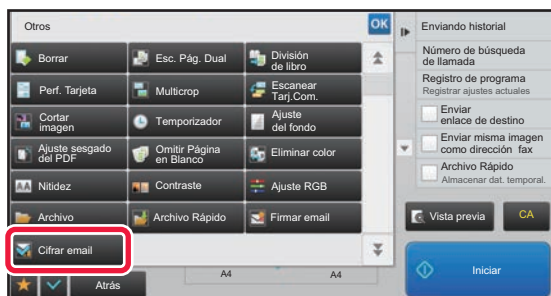 Otros
OK
Borrar
Esc. Pág. Dual
División
de libro
Perf. Tarjeta
Multicrop
Escanear
Tarj.Com.
Cortar
imagen
Temporizador
Ajuste
del fondo
Ajuste sesgado
del PDF
Omitir Página
en Blanco
Eliminar color
Nitidez
Contraste
Ajuste RGB
Archivo
Archivo Rápido
Firmar email
Cifrar email
Atrás
A4
A4
Enviando historial
Número de búsqueda
de llamada
Registro de programa
Registrar ajustes actuales
Enviar
enlace de destino
Enviar misma imagen
como dirección fax
Archivo Rápido
Almacenar dat. temporal.
Vista previa
CA
Iniciar